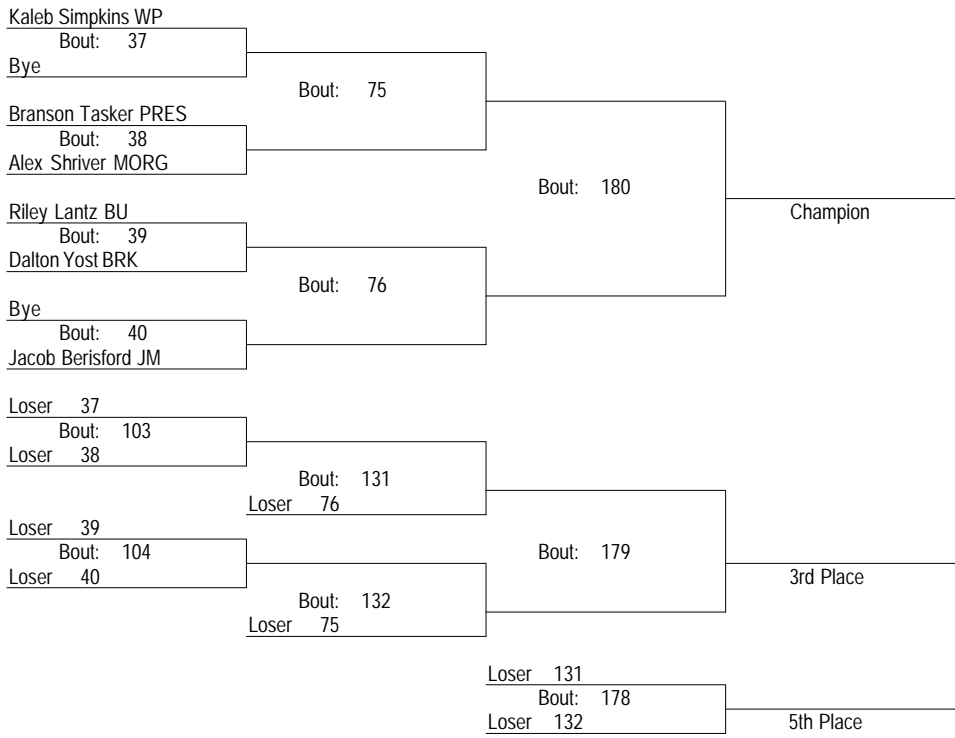 Kaleb Simpkins WP
Bout: 37
Bye
Bout: 75
Branson Tasker PRES
Bout: 38
Alex Shriver MORG
Bout: 180
Riley Lantz BU
Champion
Bout: 39
Dalton Yost BRK
Bout: 76
Bye
Bout: 40
Jacob Berisford JM
Loser 37
Bout: 103
Loser 38
Bout: 131
Loser 76
Loser 39
Bout: 104
Bout: 179
Loser 40
3rd Place
Bout: 132
Loser 75
Loser 131
Bout: 178
Loser 132
5th Place